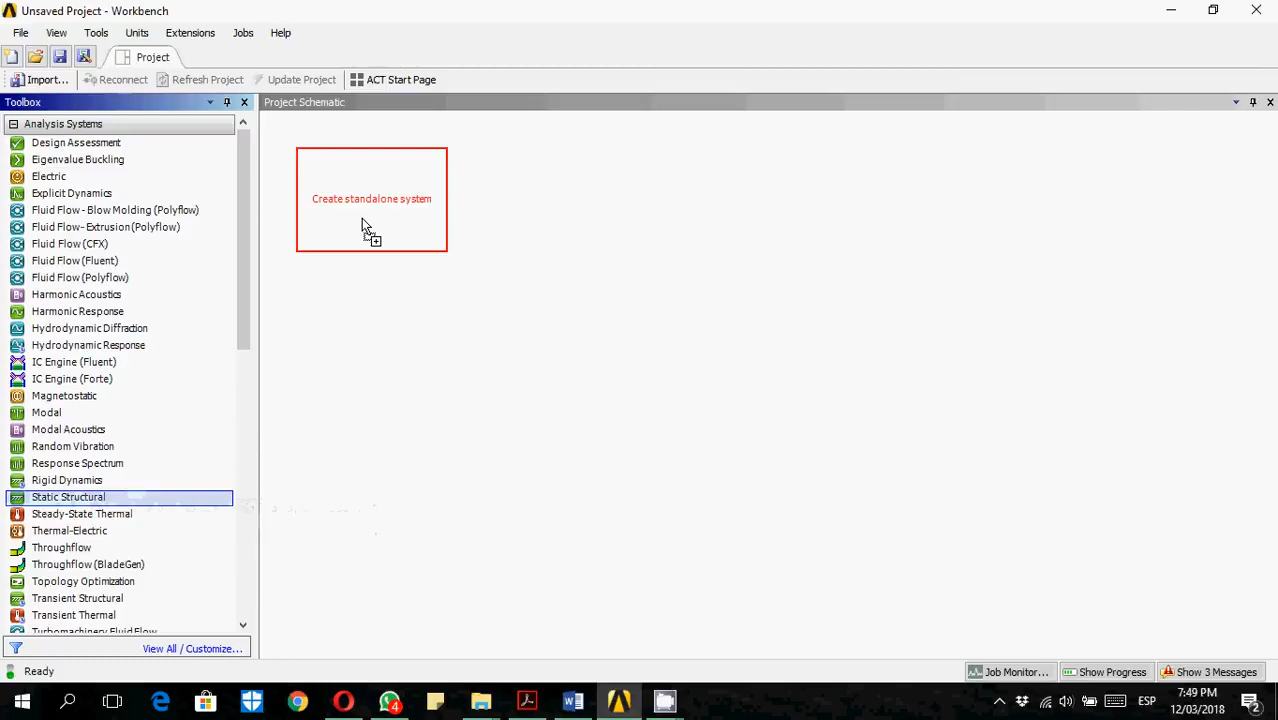 Unsaved Project - Workbench
File View Tools Units Extensions Jobs Help
Project
Import... Reconnect Refresh Project Update Project ACT Start Page
Toolbox
Project Schematic
Analysis Systems
Design Assessment
Eigenvalue Buckling
Electric
Explicit Dynamics
Fluid Flow - Blow Molding (Polyflow)
Fluid Flow- Extrusion (Polyflow)
Fluid Flow (CFX)
Fluid Flow (Fluent)
Fluid Flow (Polyflow)
Harmonic Acoustics
Harmonic Response
Hydrodynamic Diffraction
Hydrodynamic Response
IC Engine (Fluent)
IC Engine (Forte)
Magnetostatic
Modal
Modal Acoustics
Random Vibration
Response Spectrum
Rigid Dynamics
Static Structural
Steady-State Thermal
Thermal-Electric
Throughflow
Throughflow (BladeGen)
Topology Optimization
Transient Structural
Transient Thermal
Turbomachinery Fluid Flow
View All / Customize...
Create standalone system
Ready
Job Monitor... Show Progress Show 3 Messages
4
ESP
7:49 PM
12/03/2018
2